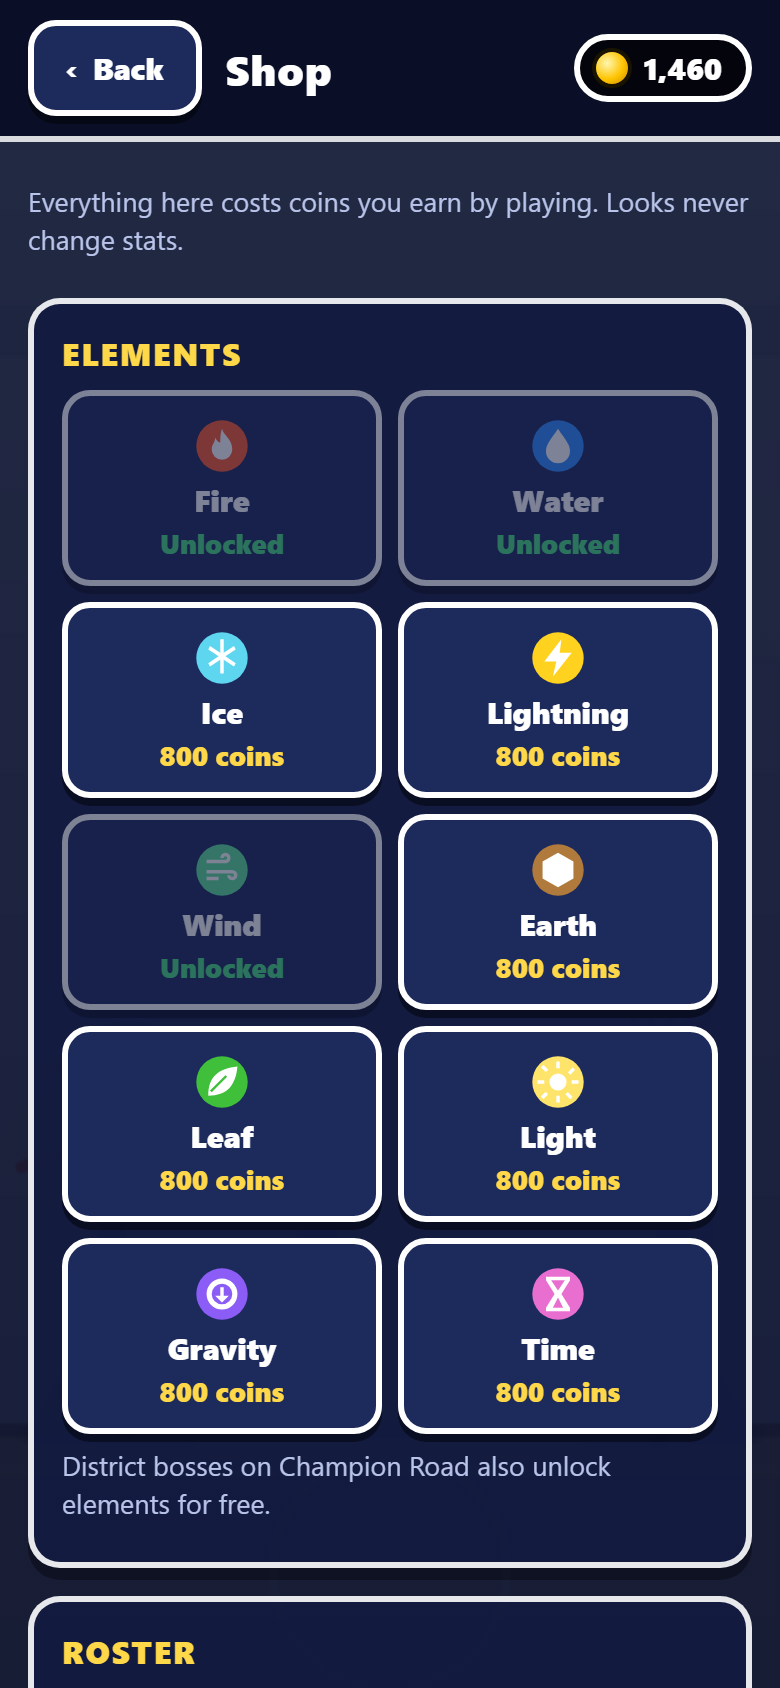 ‹ Back
Shop
1,460
Everything here costs coins you earn by playing. Looks never
change stats.
ELEMENTS
Fire
Unlocked
Water
Unlocked
Ice
800 coins
Lightning
800 coins
Wind
Unlocked
Earth
800 coins
Leaf
800 coins
Light
800 coins
Gravity
800 coins
Time
800 coins
District bosses on Champion Road also unlock
elements for free.
ROSTER